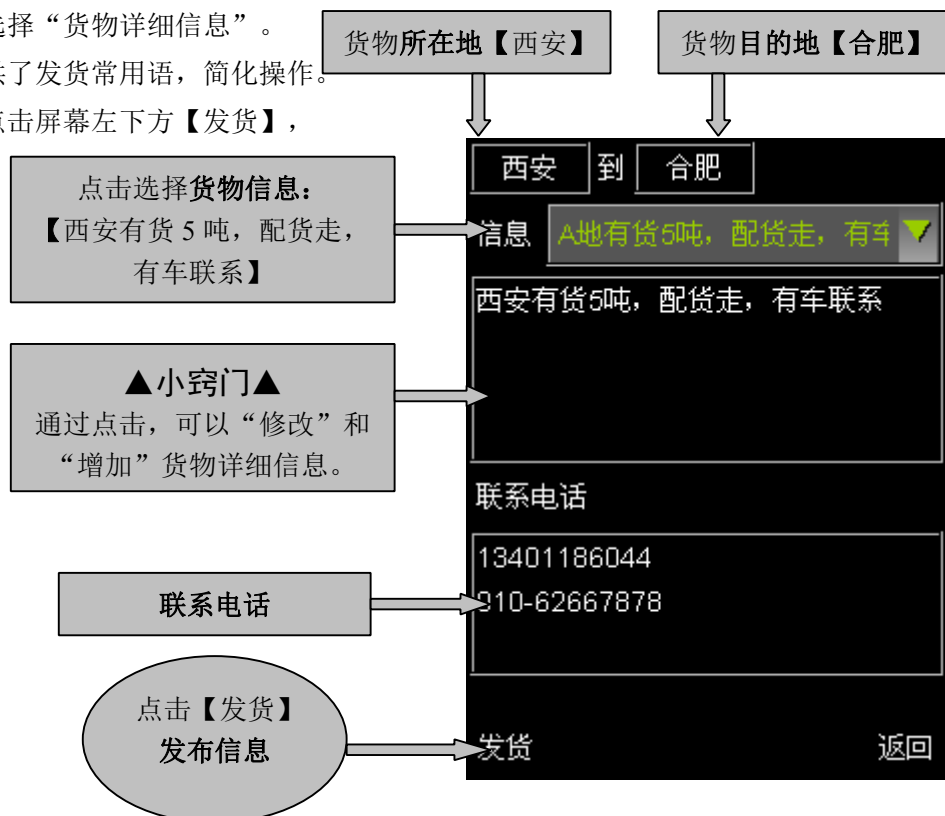 选择“货物详细信息”。
供了发货常用语，简化操作。
点击屏幕左下方【发货】，
货物所在地【西安】
货物目的地【合肥】
点击选择货物信息：
【西安有货 5 吨，配货走，
有车联系】
▲小窍门▲
通过点击，可以“修改”和
“增加”货物详细信息。
联系电话
点击【发货】
发布信息
西安 到 合肥
信息 A地有货5吨，配货走，有车
西安有货5吨，配货走，有车联系
联系电话
13401186044
010-62667878
发货 返回